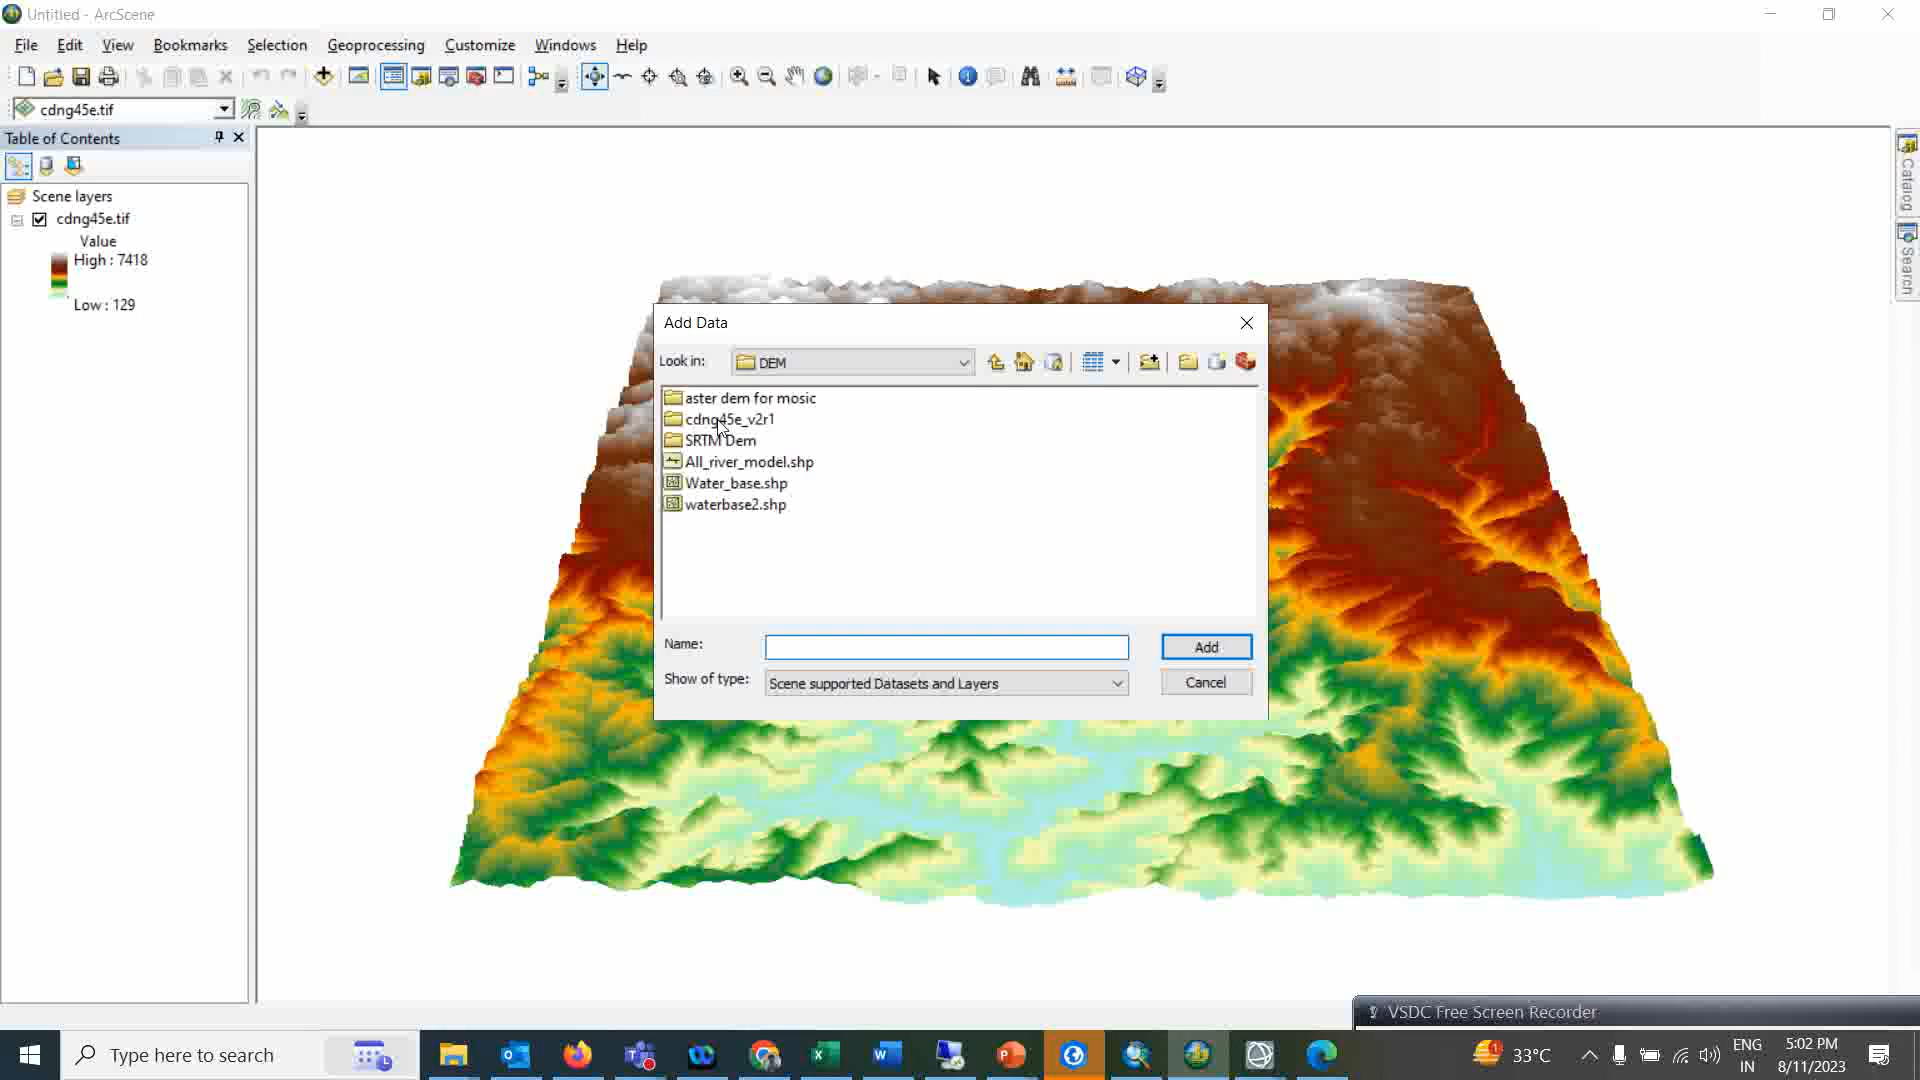 Untitled - ArcScene
File Edit View Bookmarks Selection Geoprocessing Customize Windows Help
cdng45e.tif
Table of Contents
Scene layers
cdng45e.tif
Value
High : 7418
Low : 129
Catalog
Search
Add Data
Look in: DEM
aster dem for mosic
cdng45e_v2r1
SRTM Dem
All_river_model.shp
Water_base.shp
waterbase2.shp
Name: Add
Show of type: Scene supported Datasets and Layers Cancel
VSDC Free Screen Recorder
Type here to search
1 33°C
ENG
IN
5:02 PM
8/11/2023